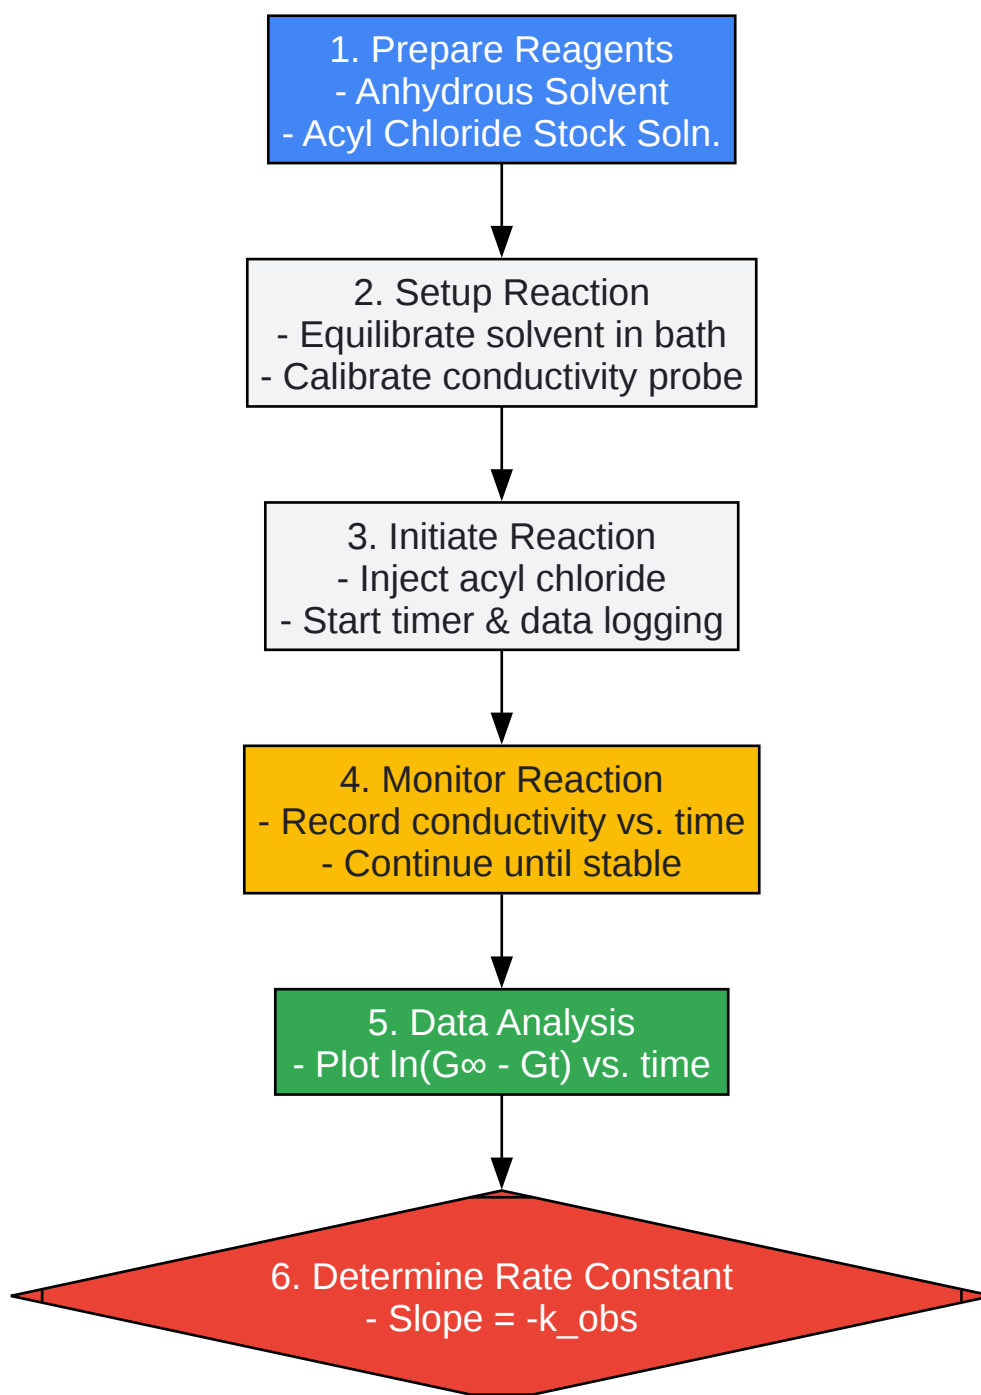 1. Prepare Reagents
- Anhydrous Solvent
- Acyl Chloride Stock Soln.
2. Setup Reaction
- Equilibrate solvent in bath
- Calibrate conductivity probe
3. Initiate Reaction
- Inject acyl chloride
- Start timer & data logging
4. Monitor Reaction
- Record conductivity vs. time
- Continue until stable
5. Data Analysis
- Plot ln(G∞ - Gt) vs. time
6. Determine Rate Constant
- Slope = -k_obs